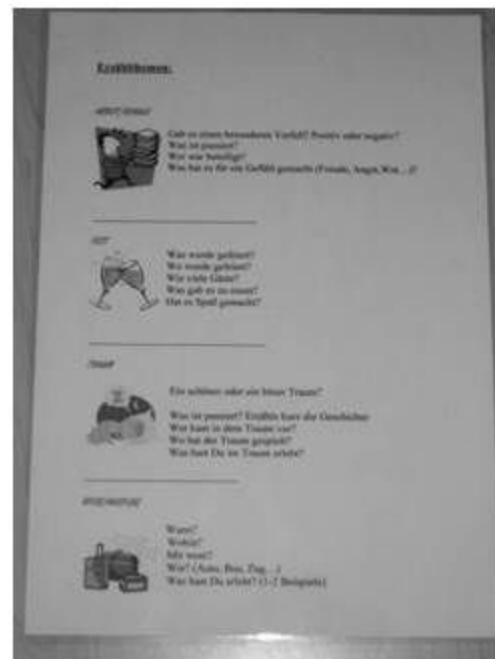 Erzählthemen:
ARBEIT/SCHULE
Gab es einen besonderen Vorfall? Positiv oder negativ?
Was ist passiert?
Wer war beteiligt?
Was hat es für ein Gefühl gemacht (Freude, Angst, Wut…)?
FEST
Was wurde gefeiert?
Wo wurde gefeiert?
Wie viele Gäste?
Was gab es zu essen?
Hat es Spaß gemacht?
TRAUM
Ein schöner oder ein böser Traum?
Was ist passiert? Erzähle kurz die Geschichte
Wer kam in dem Traum vor?
Wo hat der Traum gespielt?
Was hast Du im Traum erlebt?
Wann?
Wohin?
Mit wem?
Wie? (Auto, Bus, Zug…)
Was hast Du erlebt? (1-2 Beispiele)